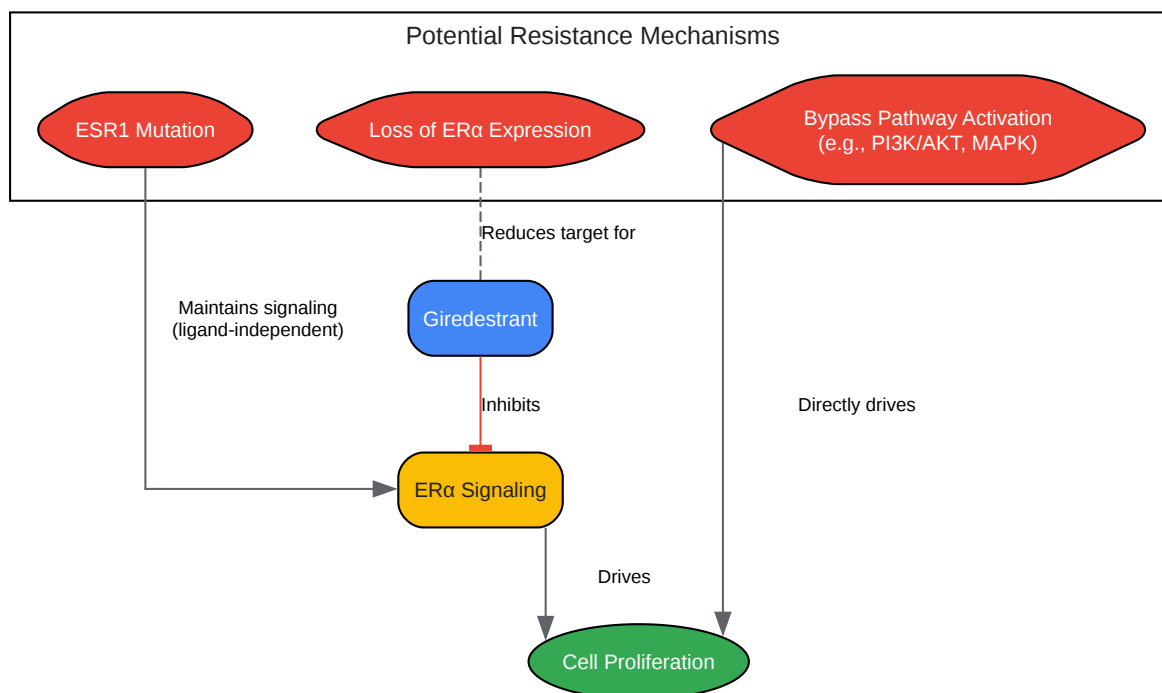 Potential Resistance Mechanisms
ESR1 Mutation
Loss of ERα Expression
Bypass Pathway Activation
(e.g., PI3K/AKT, MAPK)
Reduces target for
Maintains signaling
(ligand-independent)
Giredestrant
Inhibits
Directly drives
ERα Signaling
Drives
Cell Proliferation